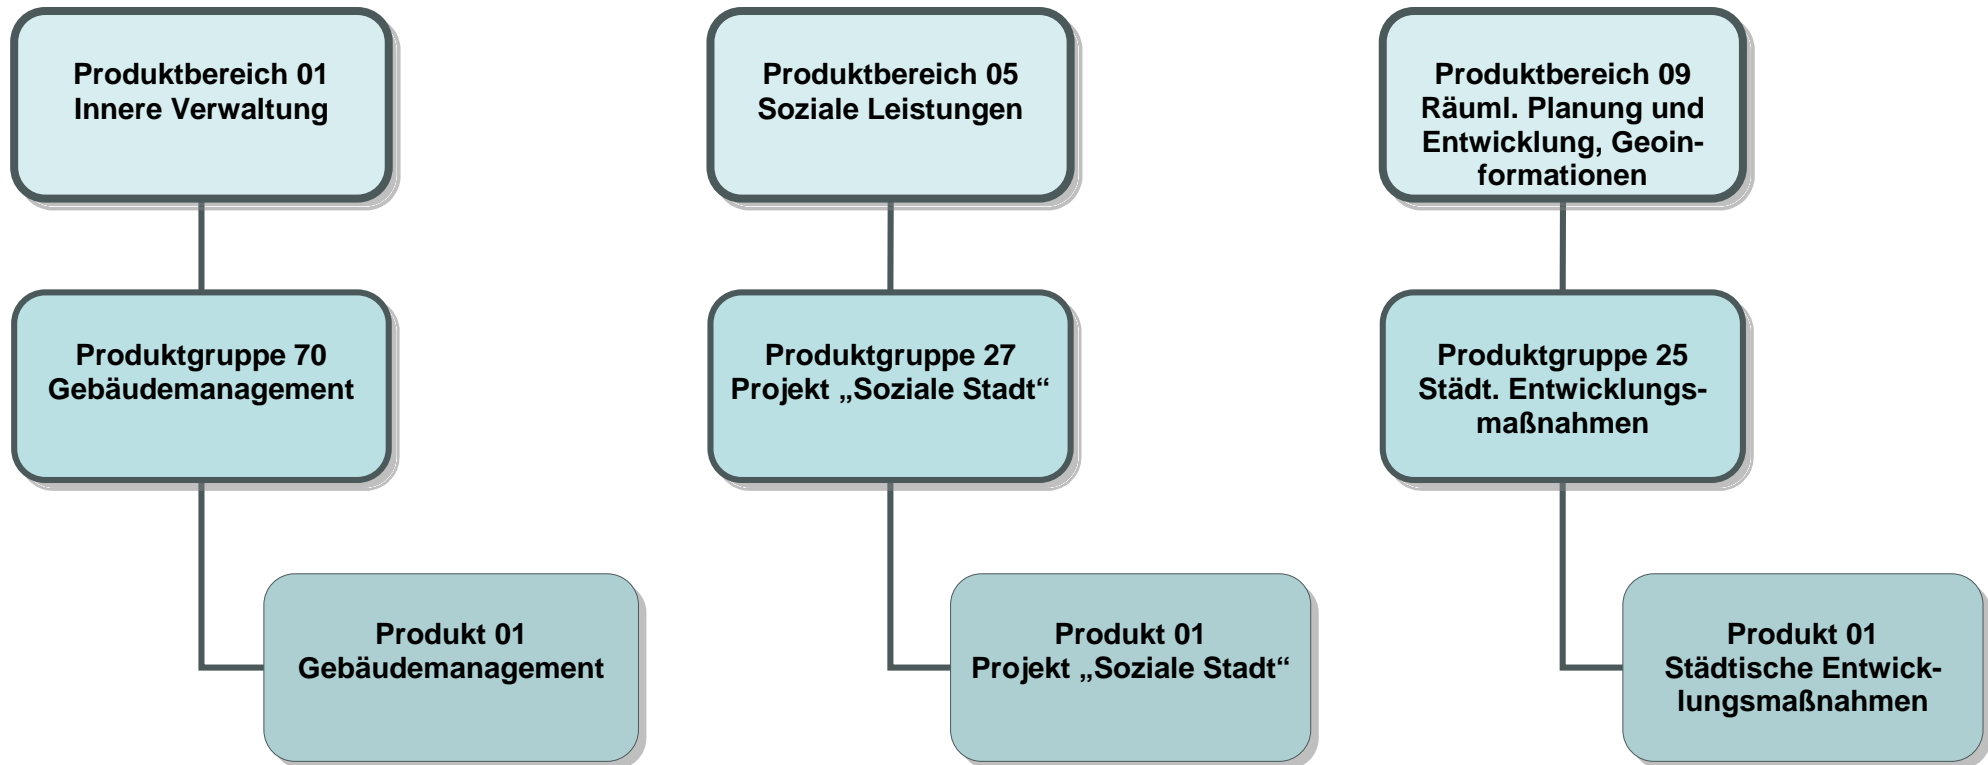 Produktbereich 01
Innere Verwaltung
Produktbereich 05
Soziale Leistungen
Produktbereich 09
Räuml. Planung und
Entwicklung, Geoin-
formationen
Produktgruppe 70
Gebäudemanagement
Produktgruppe 27
Projekt „Soziale Stadt“
Produktgruppe 25
Städt. Entwicklungs-
maßnahmen
Produkt 01
Gebäudemanagement
Produkt 01
Projekt „Soziale Stadt“
Produkt 01
Städtische Entwick-
lungsmaßnahmen